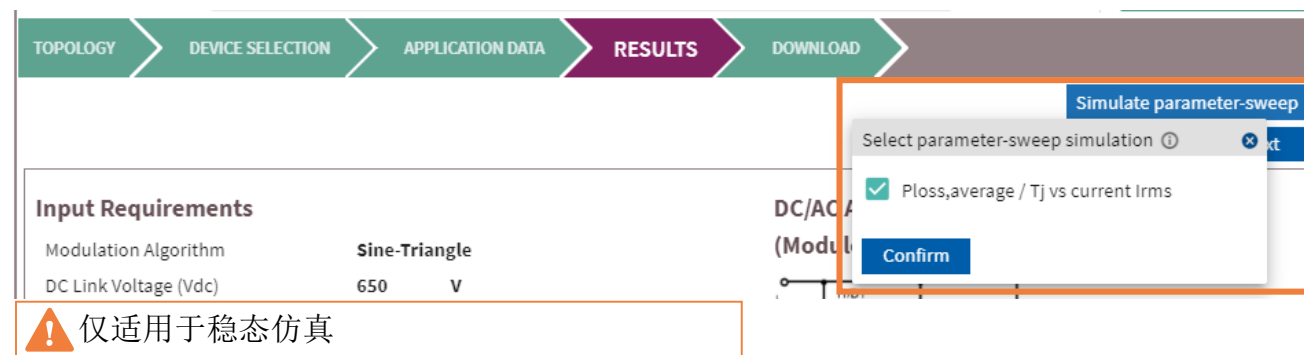 TOPOLOGY DEVICE SELECTION APPLICATION DATA RESULTS DOWNLOAD
Simulate parameter-sweep
Select parameter-sweep simulation
Ploss,average / Tj vs current Irms
Confirm
Input Requirements
Modulation Algorithm Sine-Triangle
DC Link Voltage (Vdc) 650 V
DC/AC
仅适用于稳态仿真